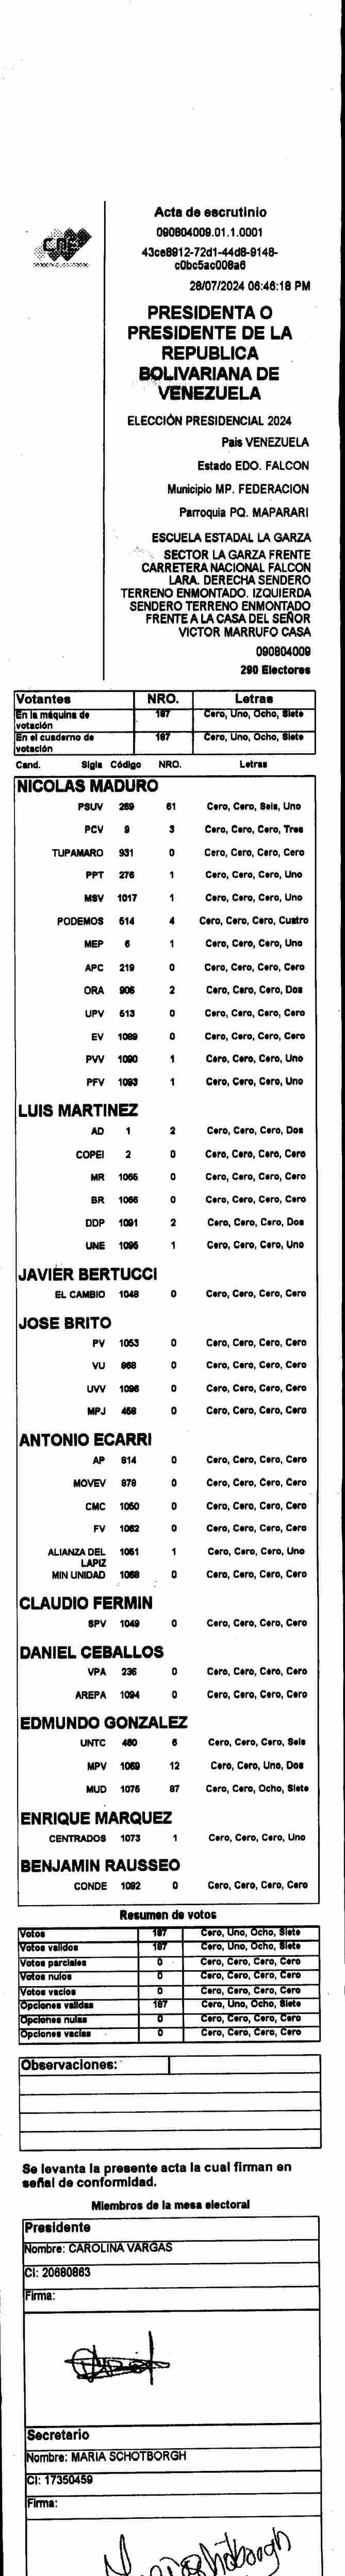 CNE
Acta de escrutinio
090804009.01.1.0001
43ce8912-72d1-44d8-9148-
c0bc5ac008a6
28/07/2024 06:46:18 PM
PRESIDENTA O
PRESIDENTE DE LA
REPUBLICA
BOLIVARIANA DE
VENEZUELA
ELECCIÓN PRESIDENCIAL 2024
Pais VENEZUELA
Estado EDO. FALCON
Municipio MP. FEDERACION
Parroquia PQ. MAPARARI
ESCUELA ESTADAL LA GARZA
SECTOR LA GARZA FRENTE
CARRETERA NACIONAL FALCON
LARA. DERECHA SENDERO
TERRENO ENMONTADO. IZQUIERDA
SENDERO TERRENO ENMONTADO
FRENTE A LA CASA DEL SEÑOR
VICTOR MARRUFO CASA
090804009
290 Electores
Votantes NRO. Letras
En la máquina de votación 187 Cero, Uno, Ocho, Siete
En el cuaderno de votación 187 Cero, Uno, Ocho, Siete
Cand. Sigla Código NRO. Letras
NICOLAS MADURO
PSUV 269 61 Cero, Cero, Seis, Uno
PCV 9 3 Cero, Cero, Cero, Tres
TUPAMARO 931 0 Cero, Cero, Cero, Cero
PPT 276 1 Cero, Cero, Cero, Uno
MSV 1017 1 Cero, Cero, Cero, Uno
PODEMOS 514 4 Cero, Cero, Cero, Cuatro
MEP 6 1 Cero, Cero, Cero, Uno
APC 219 0 Cero, Cero, Cero, Cero
ORA 906 2 Cero, Cero, Cero, Dos
UPV 513 0 Cero, Cero, Cero, Cero
EV 1089 0 Cero, Cero, Cero, Cero
PVV 1090 1 Cero, Cero, Cero, Uno
PFV 1093 1 Cero, Cero, Cero, Uno
LUIS MARTINEZ
AD 1 2 Cero, Cero, Cero, Dos
COPEI 2 0 Cero, Cero, Cero, Cero
MR 1055 0 Cero, Cero, Cero, Cero
BR 1066 0 Cero, Cero, Cero, Cero
DDP 1091 2 Cero, Cero, Cero, Dos
UNE 1095 1 Cero, Cero, Cero, Uno
JAVIER BERTUCCI
EL CAMBIO 1048 0 Cero, Cero, Cero, Cero
JOSE BRITO
PV 1053 0 Cero, Cero, Cero, Cero
VU 868 0 Cero, Cero, Cero, Cero
UVV 1096 0 Cero, Cero, Cero, Cero
MPJ 458 0 Cero, Cero, Cero, Cero
ANTONIO ECARRI
AP 814 0 Cero, Cero, Cero, Cero
MOVEV 878 0 Cero, Cero, Cero, Cero
CMC 1050 0 Cero, Cero, Cero, Cero
FV 1062 0 Cero, Cero, Cero, Cero
ALIANZA DEL LAPIZ 1051 1 Cero, Cero, Cero, Uno
MIN UNIDAD 1068 0 Cero, Cero, Cero, Cero
CLAUDIO FERMIN
SPV 1049 0 Cero, Cero, Cero, Cero
DANIEL CEBALLOS
VPA 236 0 Cero, Cero, Cero, Cero
AREPA 1094 0 Cero, Cero, Cero, Cero
EDMUNDO GONZALEZ
UNTC 460 6 Cero, Cero, Cero, Seis
MPV 1069 12 Cero, Cero, Uno, Dos
MUD 1075 87 Cero, Cero, Ocho, Siete
ENRIQUE MARQUEZ
CENTRADOS 1073 1 Cero, Cero, Cero, Uno
BENJAMIN RAUSSEO
CONDE 1082 0 Cero, Cero, Cero, Cero
Resumen de votos
Votos 187 Cero, Uno, Ocho, Siete
Votos validos 187 Cero, Uno, Ocho, Siete
Votos parciales 0 Cero, Cero, Cero, Cero
Votos nulos 0 Cero, Cero, Cero, Cero
Votos vacios 0 Cero, Cero, Cero, Cero
Opciones validas 187 Cero, Uno, Ocho, Siete
Opciones nulas 0 Cero, Cero, Cero, Cero
Opciones vacias 0 Cero, Cero, Cero, Cero
Observaciones:
Se levanta la presente acta la cual firman en
señal de conformidad.
Miembros de la mesa electoral
Presidente
Nombre: CAROLINA VARGAS
CI: 20680863
Firma:
Secretario
Nombre: MARIA SCHOTBORGH
CI: 17350459
Firma: